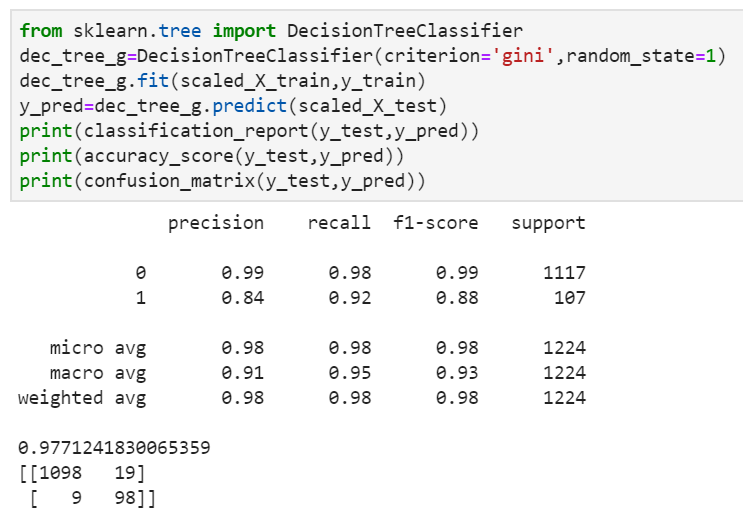 from sklearn.tree import DecisionTreeClassifier
dec_tree_g=DecisionTreeClassifier(criterion='gini',random_state=1)
dec_tree_g.fit(scaled_X_train,y_train)
y_pred=dec_tree_g.predict(scaled_X_test)
print(classification_report(y_test,y_pred))
print(accuracy_score(y_test,y_pred))
print(confusion_matrix(y_test,y_pred))
              precision    recall  f1-score   support

           0       0.99      0.98      0.99      1117
           1       0.84      0.92      0.88       107

   micro avg       0.98      0.98      0.98      1224
   macro avg       0.91      0.95      0.93      1224
weighted avg       0.98      0.98      0.98      1224

0.9771241830065359
[[1098   19]
 [   9   98]]